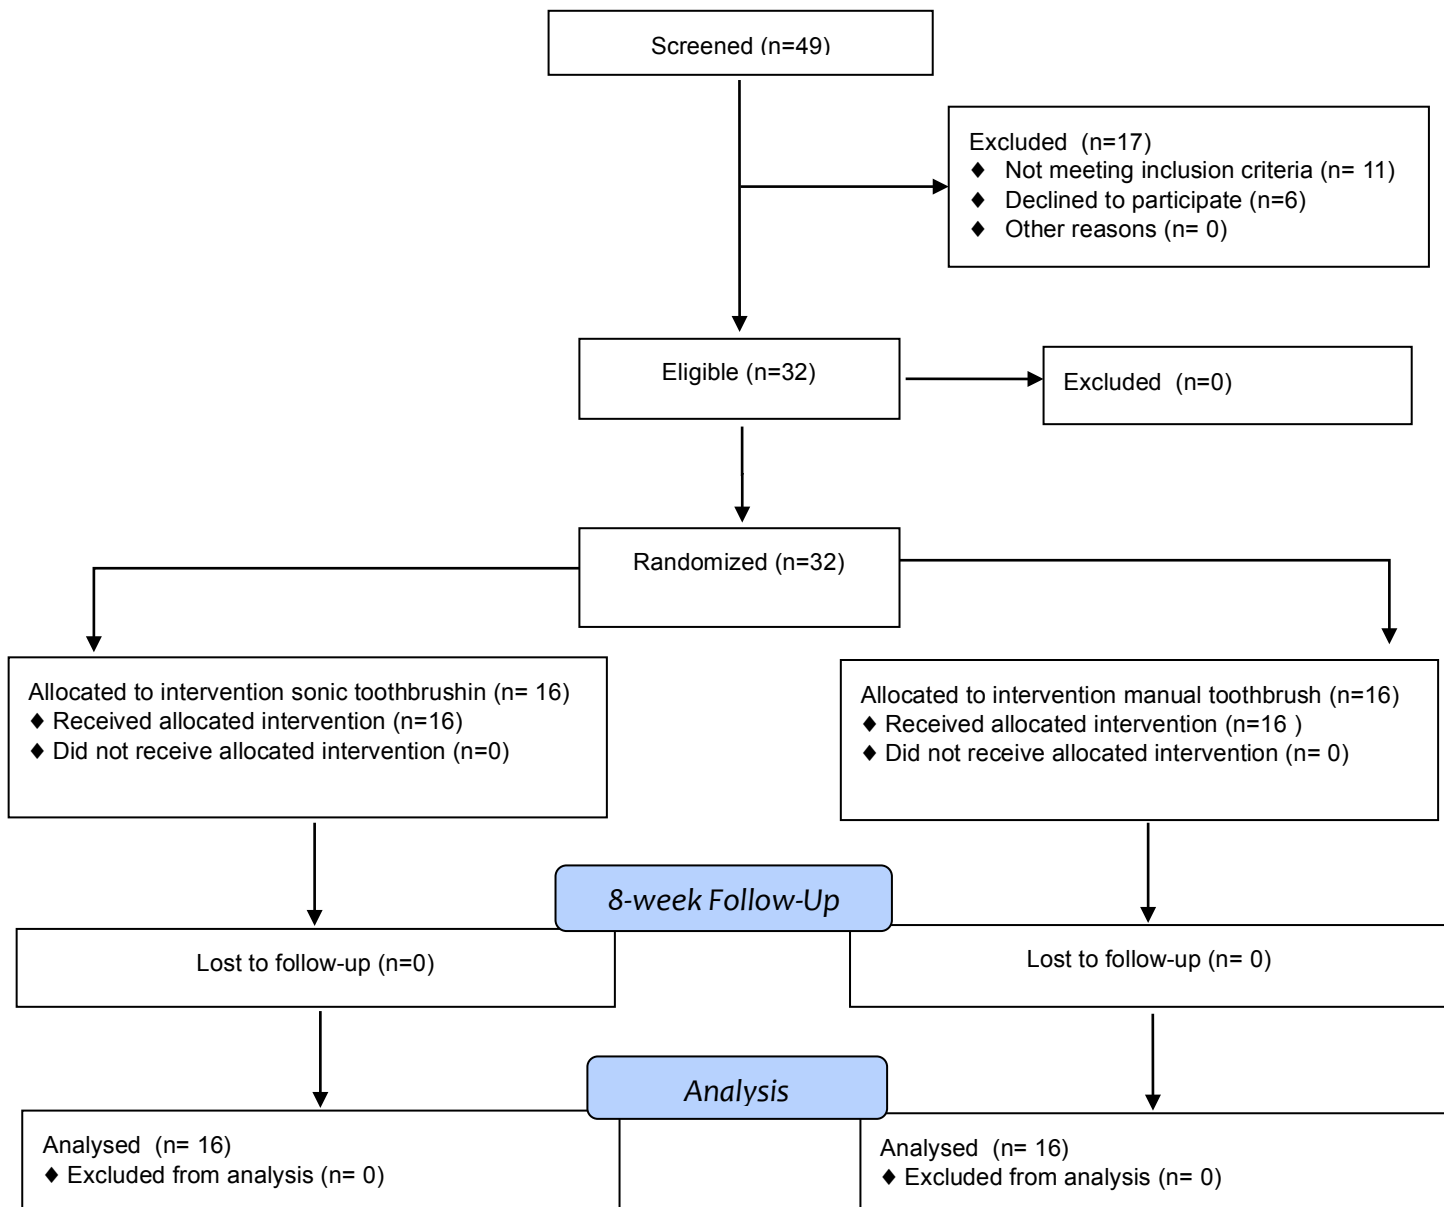 Screened (n=49)
Excluded (n=17)
♦ Not meeting inclusion criteria (n= 11)
♦ Declined to participate (n=6)
♦ Other reasons (n= 0)
Eligible (n=32)
Excluded (n=0)
Randomized (n=32)
Allocated to intervention sonic toothbrushin (n= 16)
♦ Received allocated intervention (n=16)
♦ Did not receive allocated intervention (n=0)
Allocated to intervention manual toothbrush (n=16)
♦ Received allocated intervention (n=16 )
♦ Did not receive allocated intervention (n= 0)
8-week Follow-Up
Lost to follow-up (n=0)
Lost to follow-up (n= 0)
Analysis
Analysed (n= 16)
♦ Excluded from analysis (n= 0)
Analysed (n= 16)
♦ Excluded from analysis (n= 0)